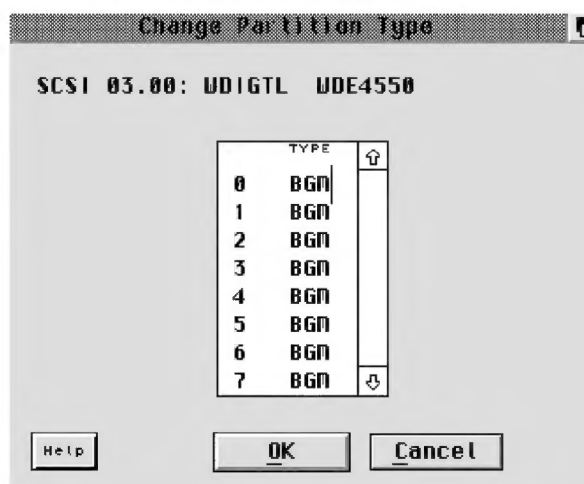 Change Partition Type
SCSI 03.00: WDIGTL WDE4550
TYPE
0 BGM
1 BGM
2 BGM
3 BGM
4 BGM
5 BGM
6 BGM
7 BGM
Help OK Cancel